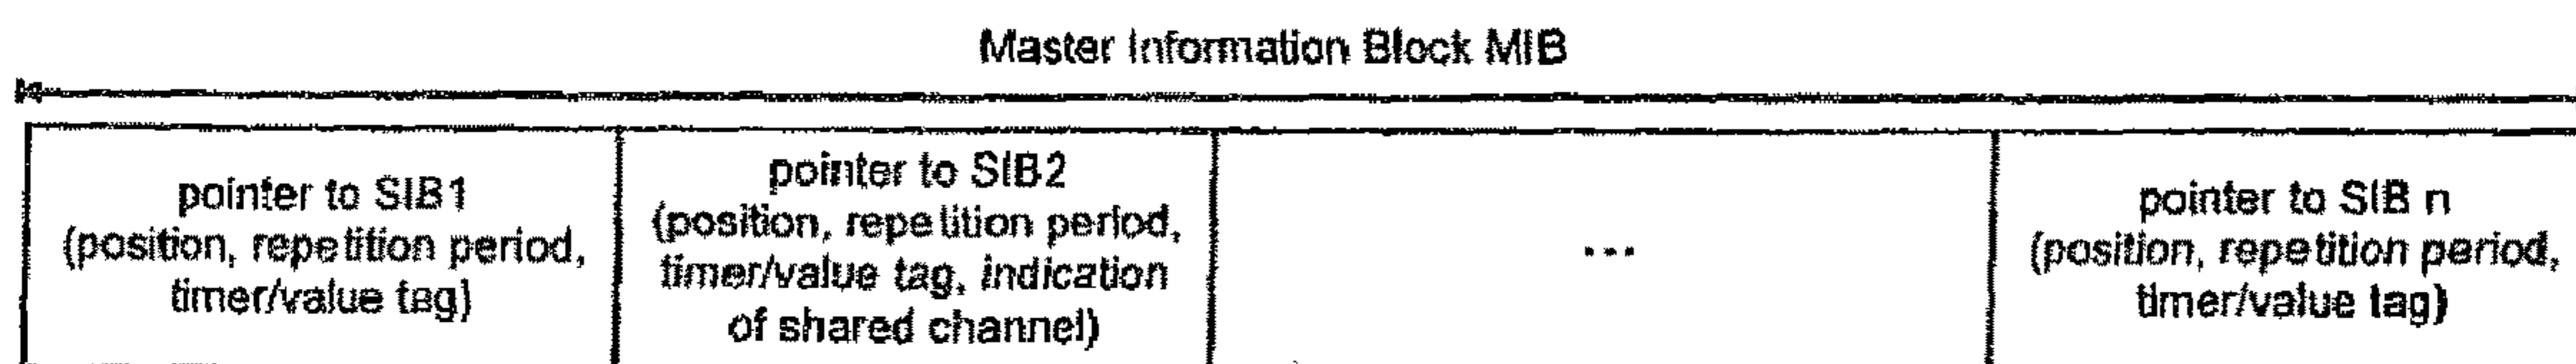 Master Information Block MIB
pointer to SIB1
(position, repetition period,
timer/value tag)
pointer to SIB2
(position, repetition period,
timer/value tag, indication
of shared channel)
...
pointer to SIB n
(position, repetition period,
timer/value tag)